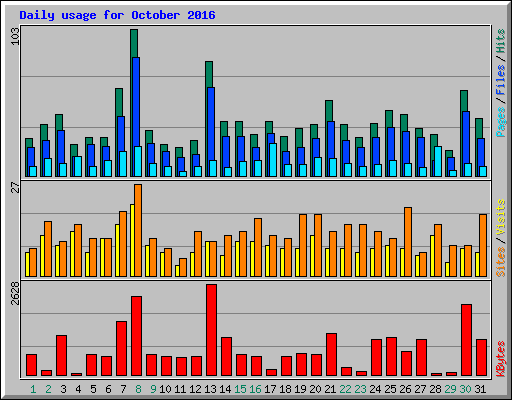 Daily usage for October 2016
103
Pages / Files / Hits
27
Sites / Visits
2628
KBytes
1 2 3 4 5 6 7 8 9 10 11 12 13 14 15 16 17 18 19 20 21 22 23 24 25 26 27 28 29 30 31